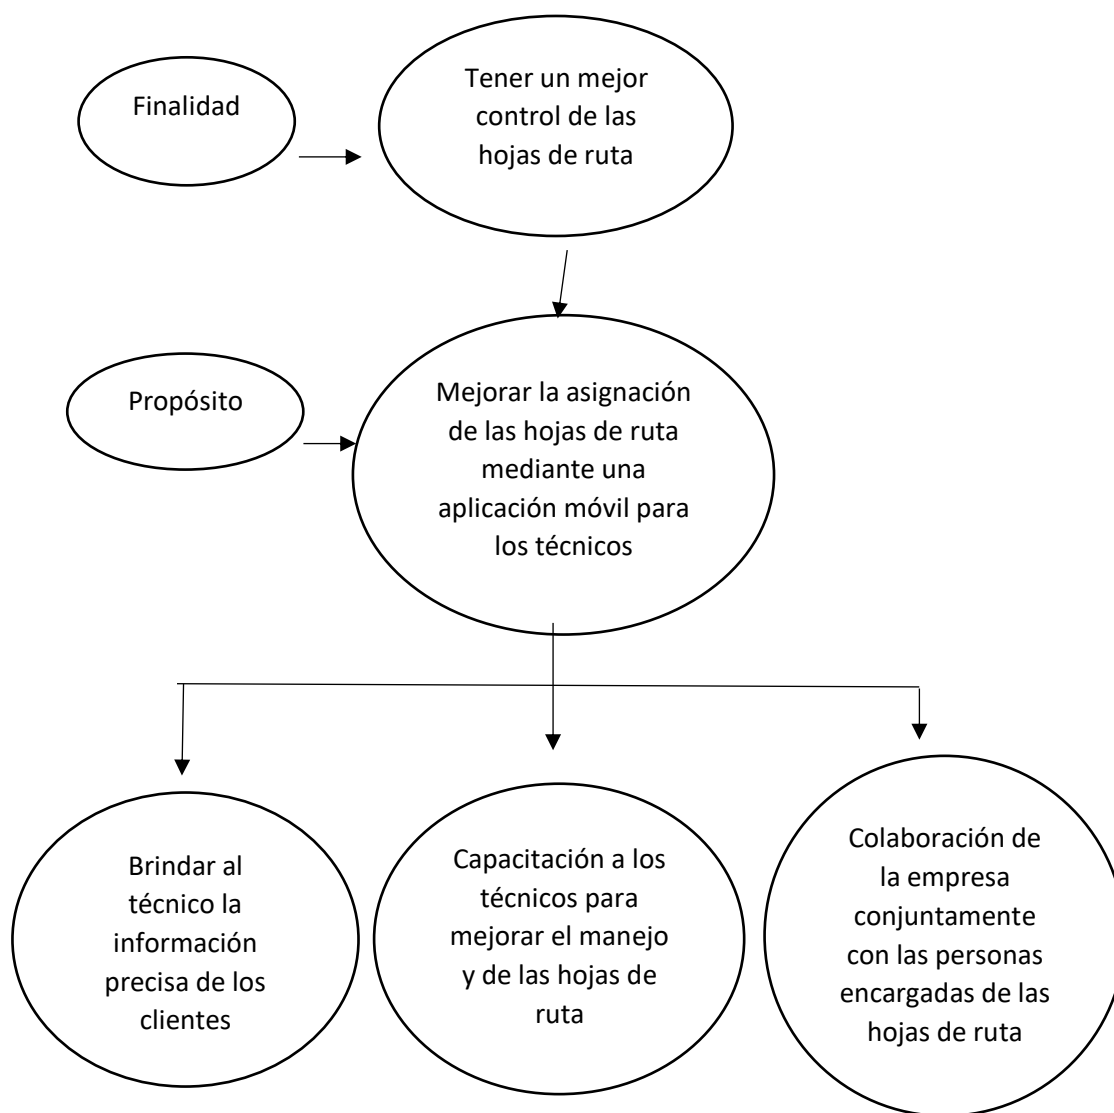 Finalidad
Tener un mejor
control de las
hojas de ruta
Propósito
Mejorar la asignación
de las hojas de ruta
mediante una
aplicación móvil para
los técnicos
Brindar al
técnico la
información
precisa de los
clientes
Capacitación a los
técnicos para
mejorar el manejo
y de las hojas de
ruta
Colaboración de
la empresa
conjuntamente
con las personas
encargadas de las
hojas de ruta